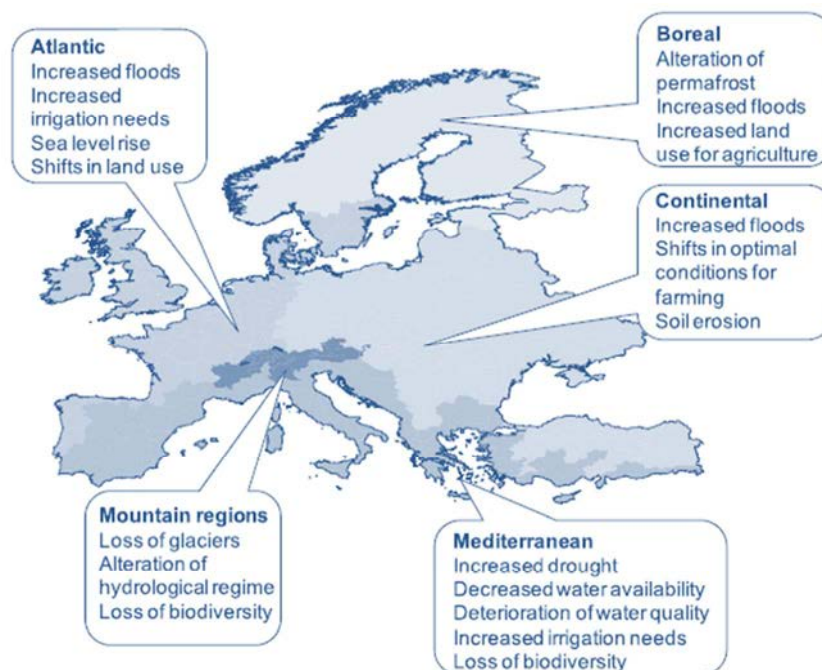 Atlantic
Increased floods
Increased
irrigation needs
Sea level rise
Shifts in land use
Boreal
Alteration of
permafrost
Increased floods
Increased land
use for agriculture
Continental
Increased floods
Shifts in optimal
conditions for
farming
Soil erosion
Mountain regions
Loss of glaciers
Alteration of
hydrological regime
Loss of biodiversity
Mediterranean
Increased drought
Decreased water availability
Deterioration of water quality
Increased irrigation needs
Loss of biodiversity